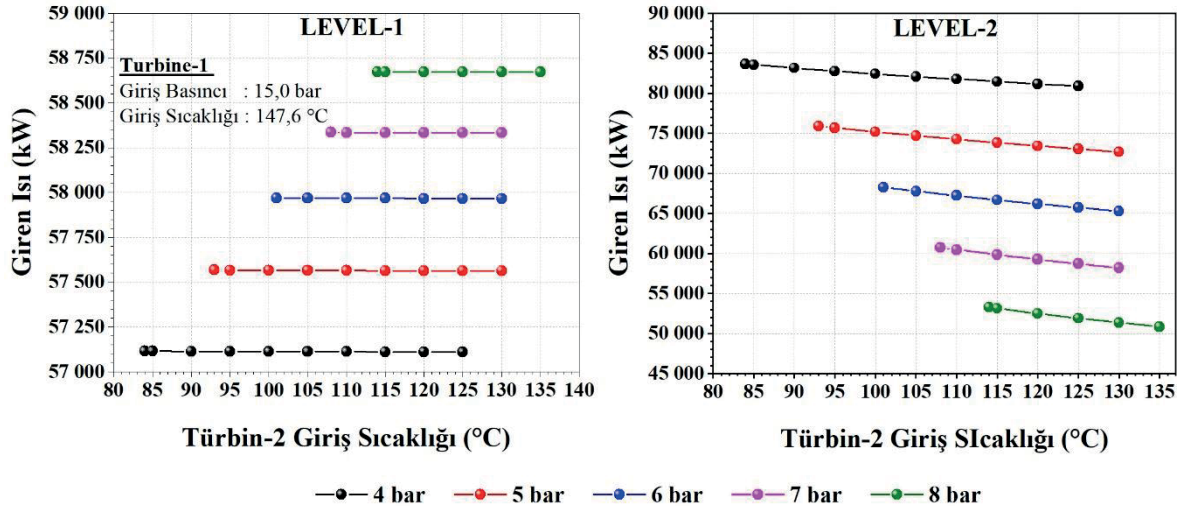 LEVEL-1
59 000
58 750
58 500
58 250
58 000
57 750
57 500
57 250
57 000
Giren Isı (kW)
Turbine-1
Giriş Basıncı : 15,0 bar
Giriş Sıcaklığı : 147,6 °C
80 85 90 95 100 105 110 115 120 125 130 135 140
Türbin-2 Giriş Sıcaklığı (°C)
LEVEL-2
90 000
85 000
80 000
75 000
70 000
65 000
60 000
55 000
50 000
45 000
Giren Isı (kW)
80 85 90 95 100 105 110 115 120 125 130 135
Türbin-2 Giriş SIcaklığı (°C)
4 bar 5 bar 6 bar 7 bar 8 bar